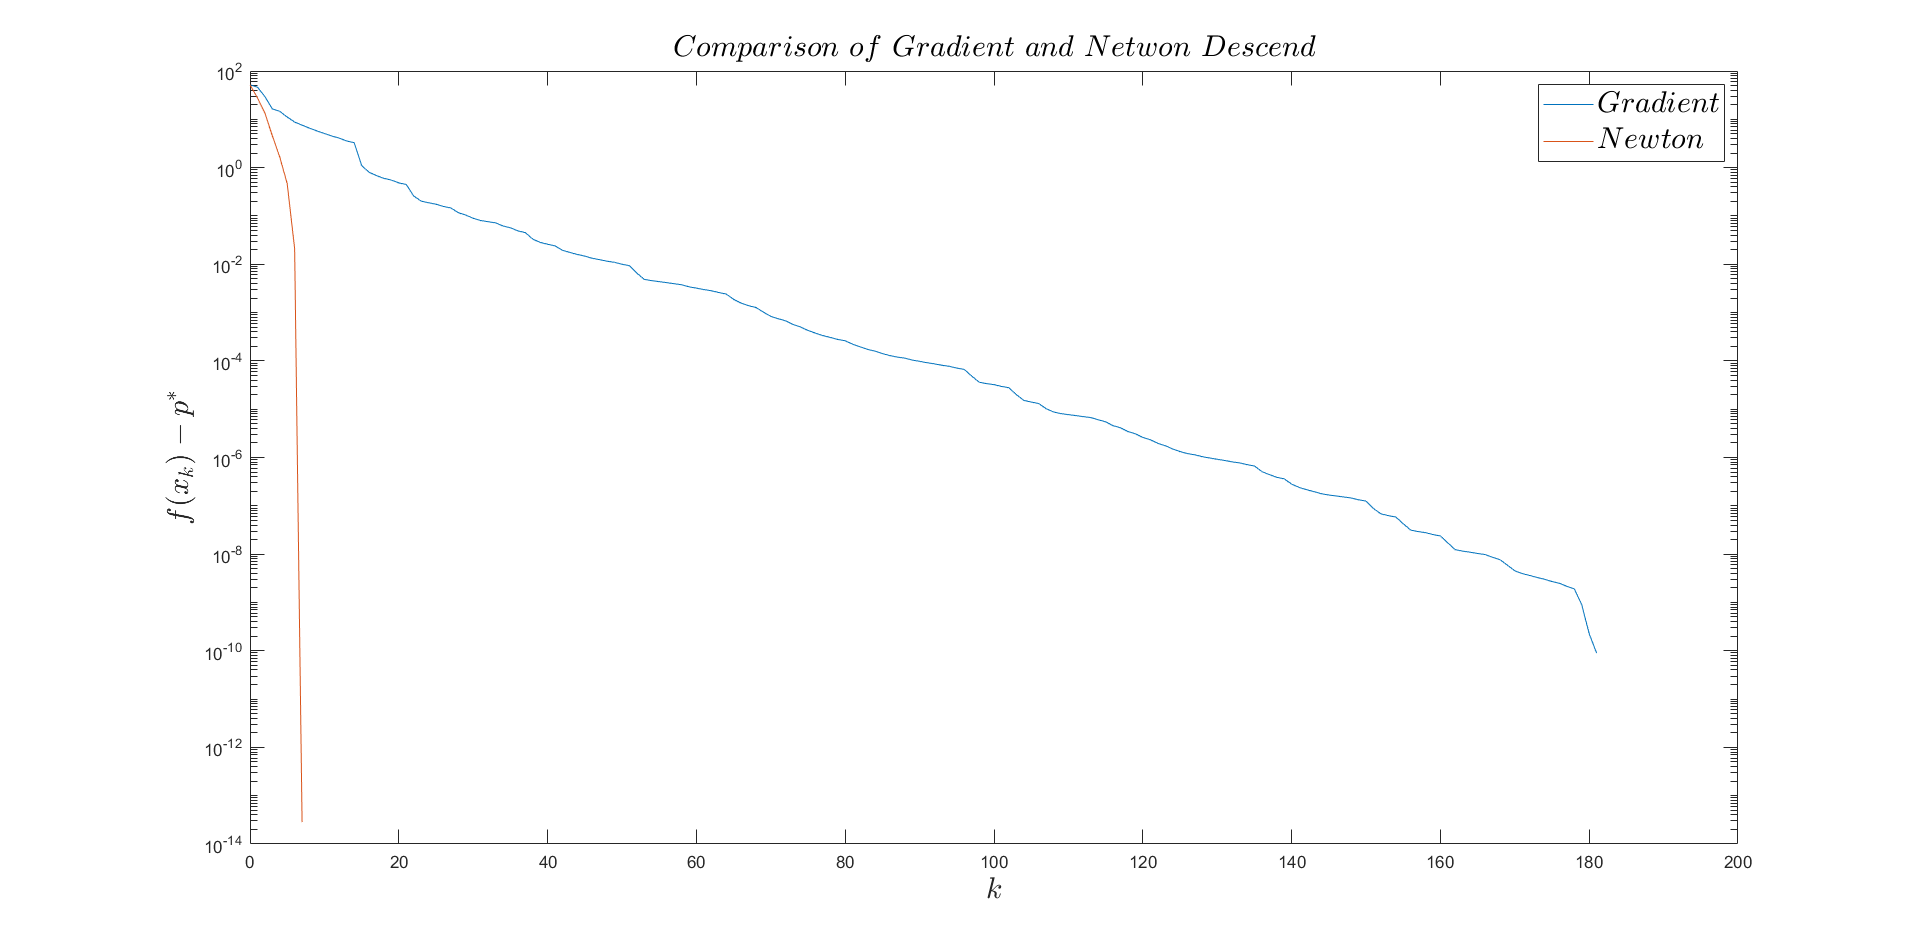 Comparison of Gradient and Netwon Descend
10^2
10^0
10^-2
10^-4
10^-6
10^-8
10^-10
10^-12
10^-14
f(x_k) − p*
0 20 40 60 80 100 120 140 160 180 200
k
Gradient
Newton